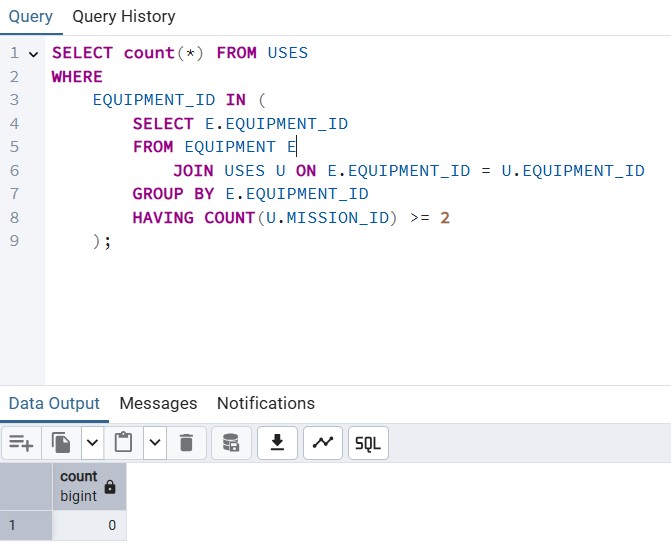 Query Query History
1 SELECT count(*) FROM USES
2 WHERE
3 EQUIPMENT_ID IN (
4 SELECT E.EQUIPMENT_ID
5 FROM EQUIPMENT E
6 JOIN USES U ON E.EQUIPMENT_ID = U.EQUIPMENT_ID
7 GROUP BY E.EQUIPMENT_ID
8 HAVING COUNT(U.MISSION_ID) >= 2
9 );
Data Output Messages Notifications
SQL
count
bigint
1 0